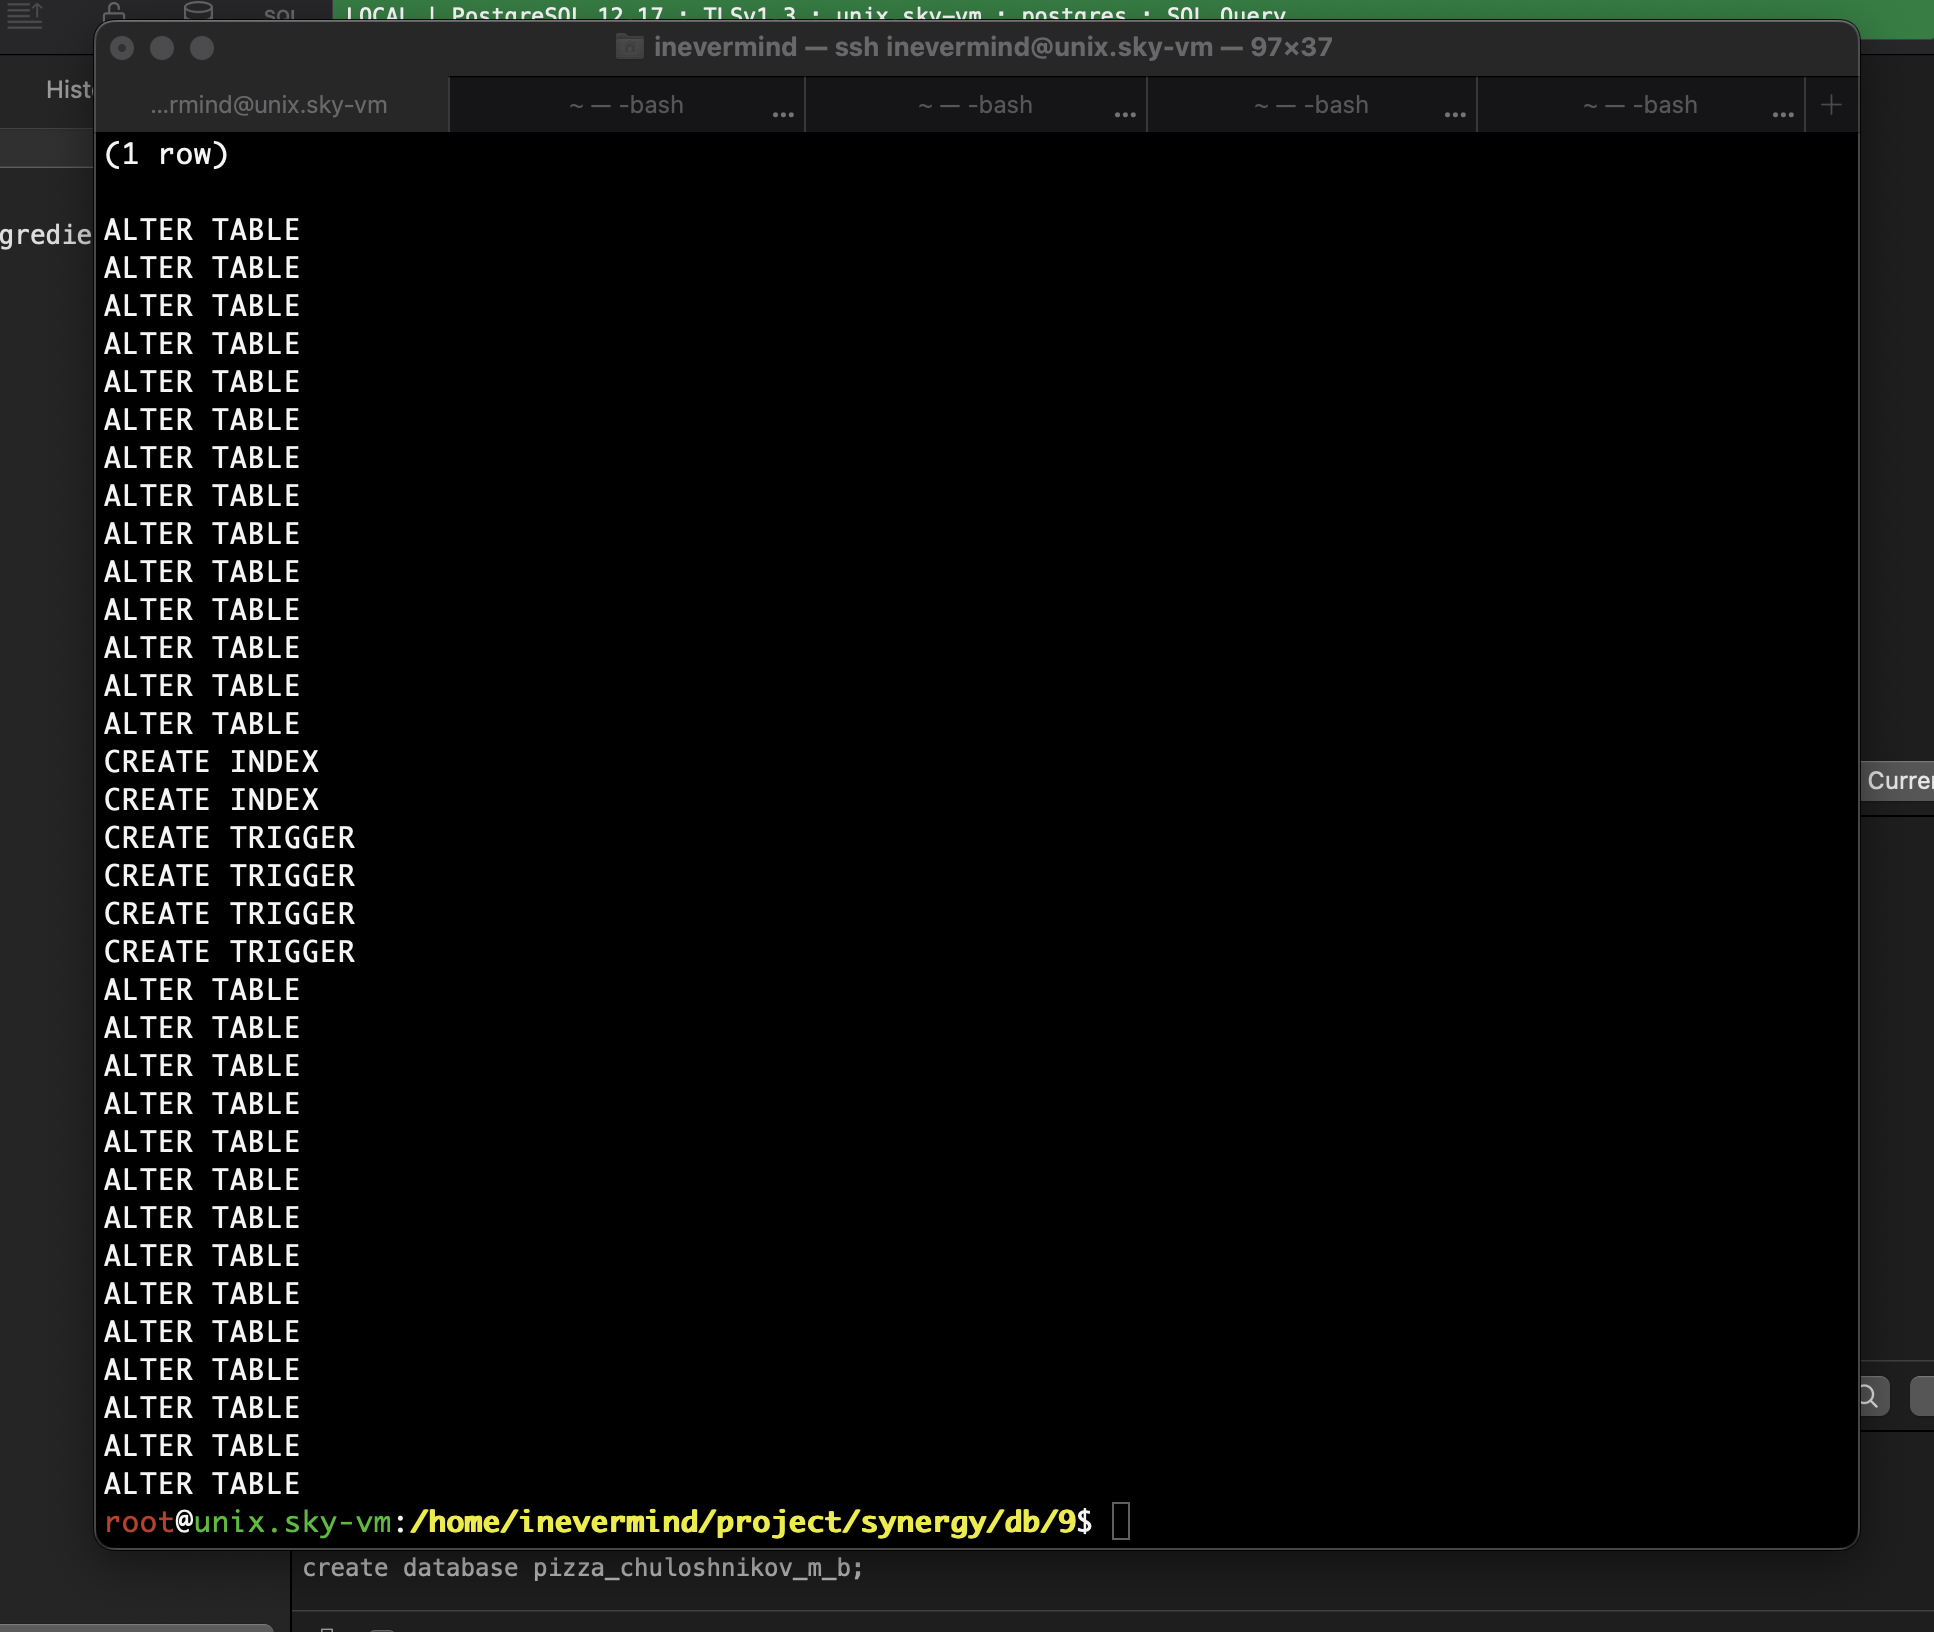 SQL
LOCAL | PostgreSQL 12.17 : TLSv1.3 : unix.sky-vm : postgres : SQL Query
inevermind — ssh inevermind@unix.sky-vm — 97×37
Histo
...rmind@unix.sky-vm
~ — -bash ...
~ — -bash ...
~ — -bash ...
~ — -bash ...
+
(1 row)
gredie
ALTER TABLE
ALTER TABLE
ALTER TABLE
ALTER TABLE
ALTER TABLE
ALTER TABLE
ALTER TABLE
ALTER TABLE
ALTER TABLE
ALTER TABLE
ALTER TABLE
ALTER TABLE
ALTER TABLE
ALTER TABLE
CREATE INDEX
CREATE INDEX
Curre
CREATE TRIGGER
CREATE TRIGGER
CREATE TRIGGER
CREATE TRIGGER
ALTER TABLE
ALTER TABLE
ALTER TABLE
ALTER TABLE
ALTER TABLE
ALTER TABLE
ALTER TABLE
ALTER TABLE
ALTER TABLE
ALTER TABLE
ALTER TABLE
ALTER TABLE
ALTER TABLE
ALTER TABLE
root@unix.sky-vm:/home/inevermind/project/synergy/db/9$
create database pizza_chuloshnikov_m_b;